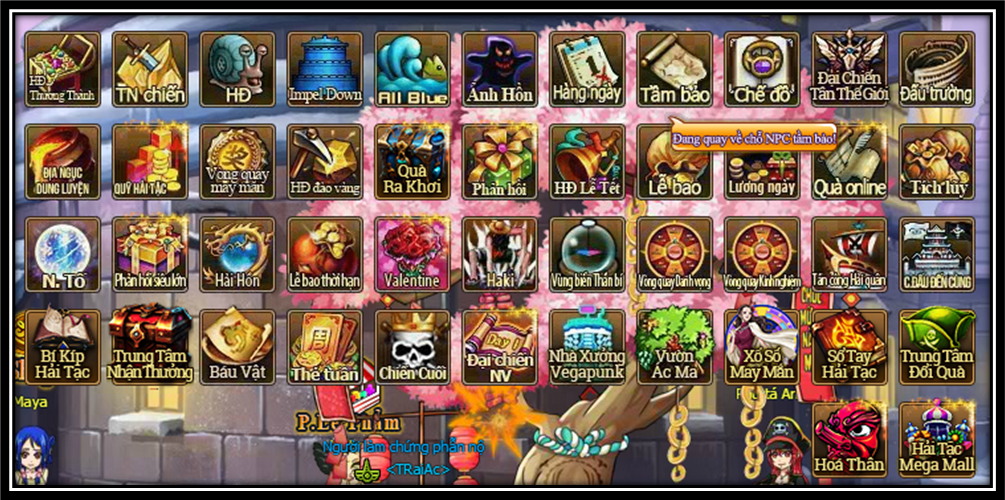 HĐ
Thương Thành
TN chiến
HĐ
Impel Down
All Blue
Ảnh Hồn
Hàng ngày
Tầm bảo
Chế đồ
Đại Chiến
Tân Thế Giới
Đấu trường
Đang quay về chỗ NPC tầm bảo!
ĐỊA NGỤC
DUNG LUYỆN
QUỸ HẢI TẶC
Vòng quay
may mắn
HĐ đào vàng
Quà
Ra Khơi
Phản hồi
HĐ Lễ Tết
Lễ bao
Lương ngày
Quà online
Tích lũy
N. Tố
Phản hồi siêu lớn
Hải Hồn
Lễ bao thời hạn
Valentine
Haki
Vùng biển Thần bí
Vòng quay Danh vọng
Vòng quay Kinh nghiệm
Tấn công Hải quân
C.ĐẤU ĐẾN CÙNG
Bí Kíp
Hải Tặc
Trung Tâm
Nhận Thưởng
Báu Vật
Thẻ tuần
Chiến Cuối
DAY 1
Đại chiến
NV
Nhà Xưởng
Vegapunk
Vườn
Ác Ma
Xổ Số
May Mắn
Sổ Tay
Hải Tặc
Trung Tâm
Đổi Quà
Maya
Người làm chứng phẫn nộ
<TRaiAc>
Hoá Thân
Hải Tặc
Mega Mall